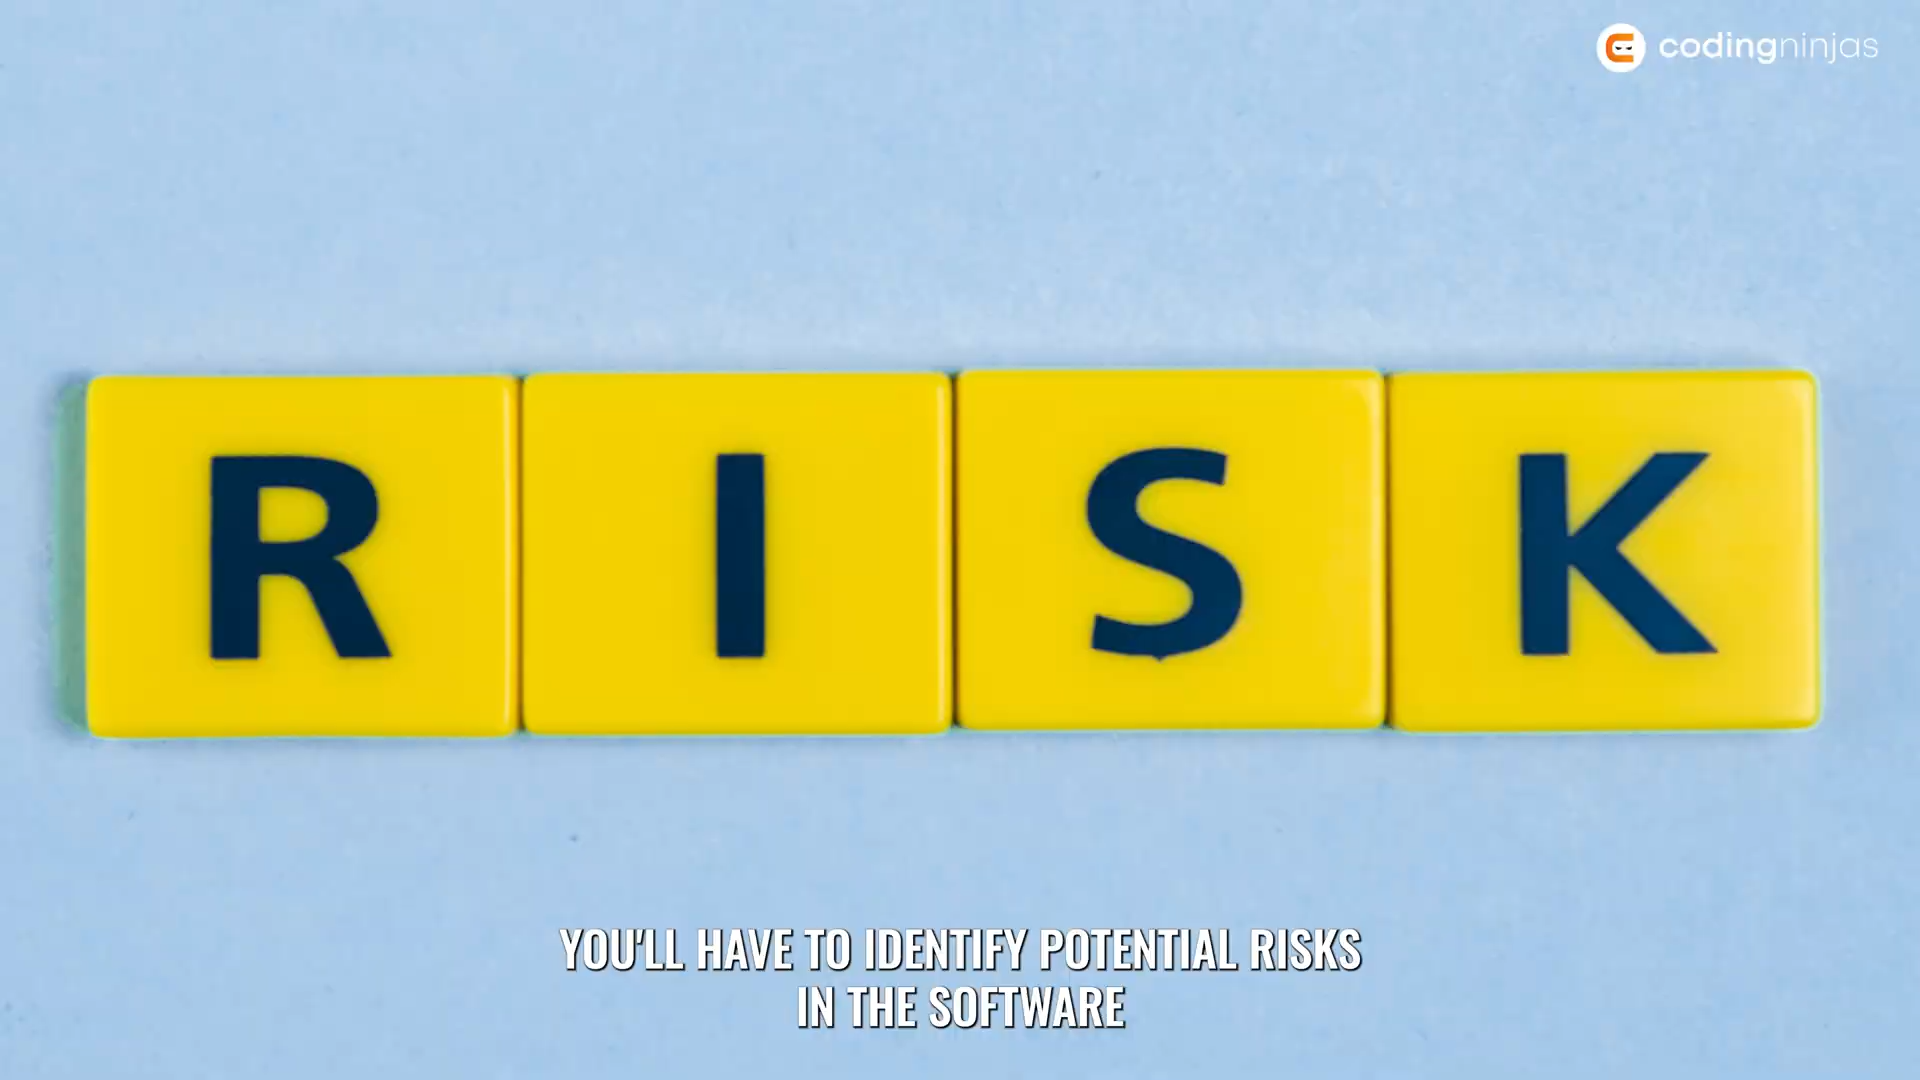 codingninjas
RISK
YOU'LL HAVE TO IDENTIFY POTENTIAL RISKS
IN THE SOFTWARE